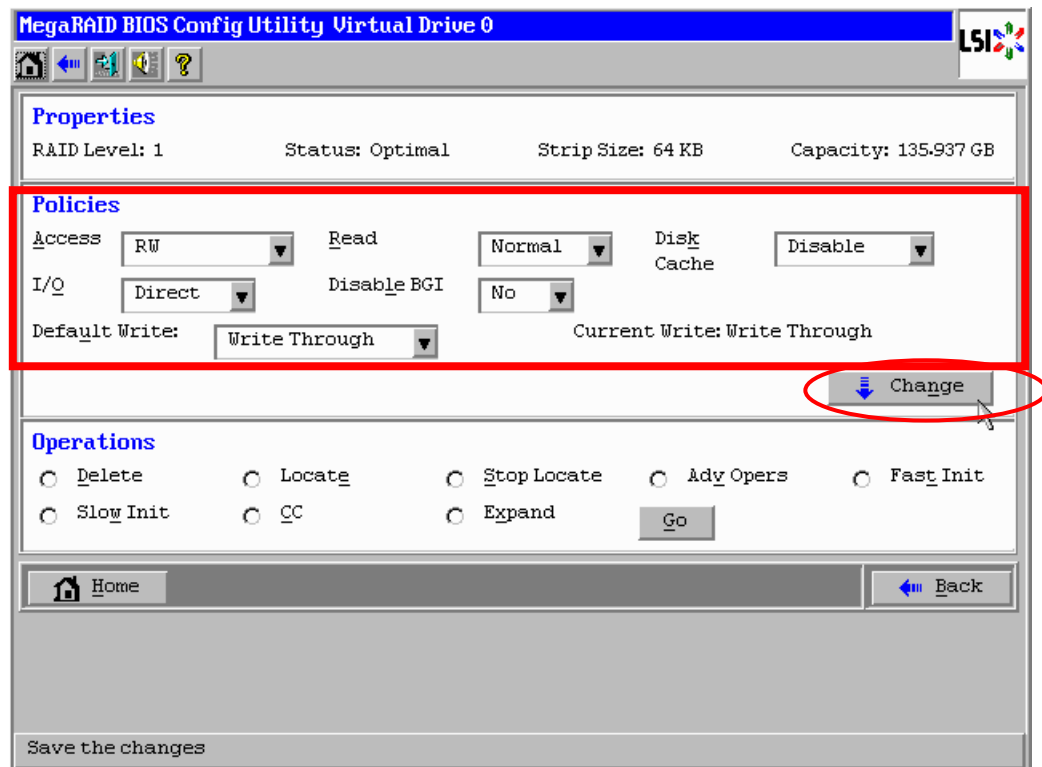 MegaRAID BIOS Config Utility Virtual Drive 0
LSI
Properties
RAID Level: 1 Status: Optimal Strip Size: 64 KB Capacity: 135.937 GB
Policies
Access RW Read Normal Disk Cache Disable
I/O Direct Disable BGI No
Default Write: Write Through Current Write: Write Through
Change
Operations
Delete Locate Stop Locate Adv Opers Fast Init
Slow Init CC Expand Go
Home Back
Save the changes